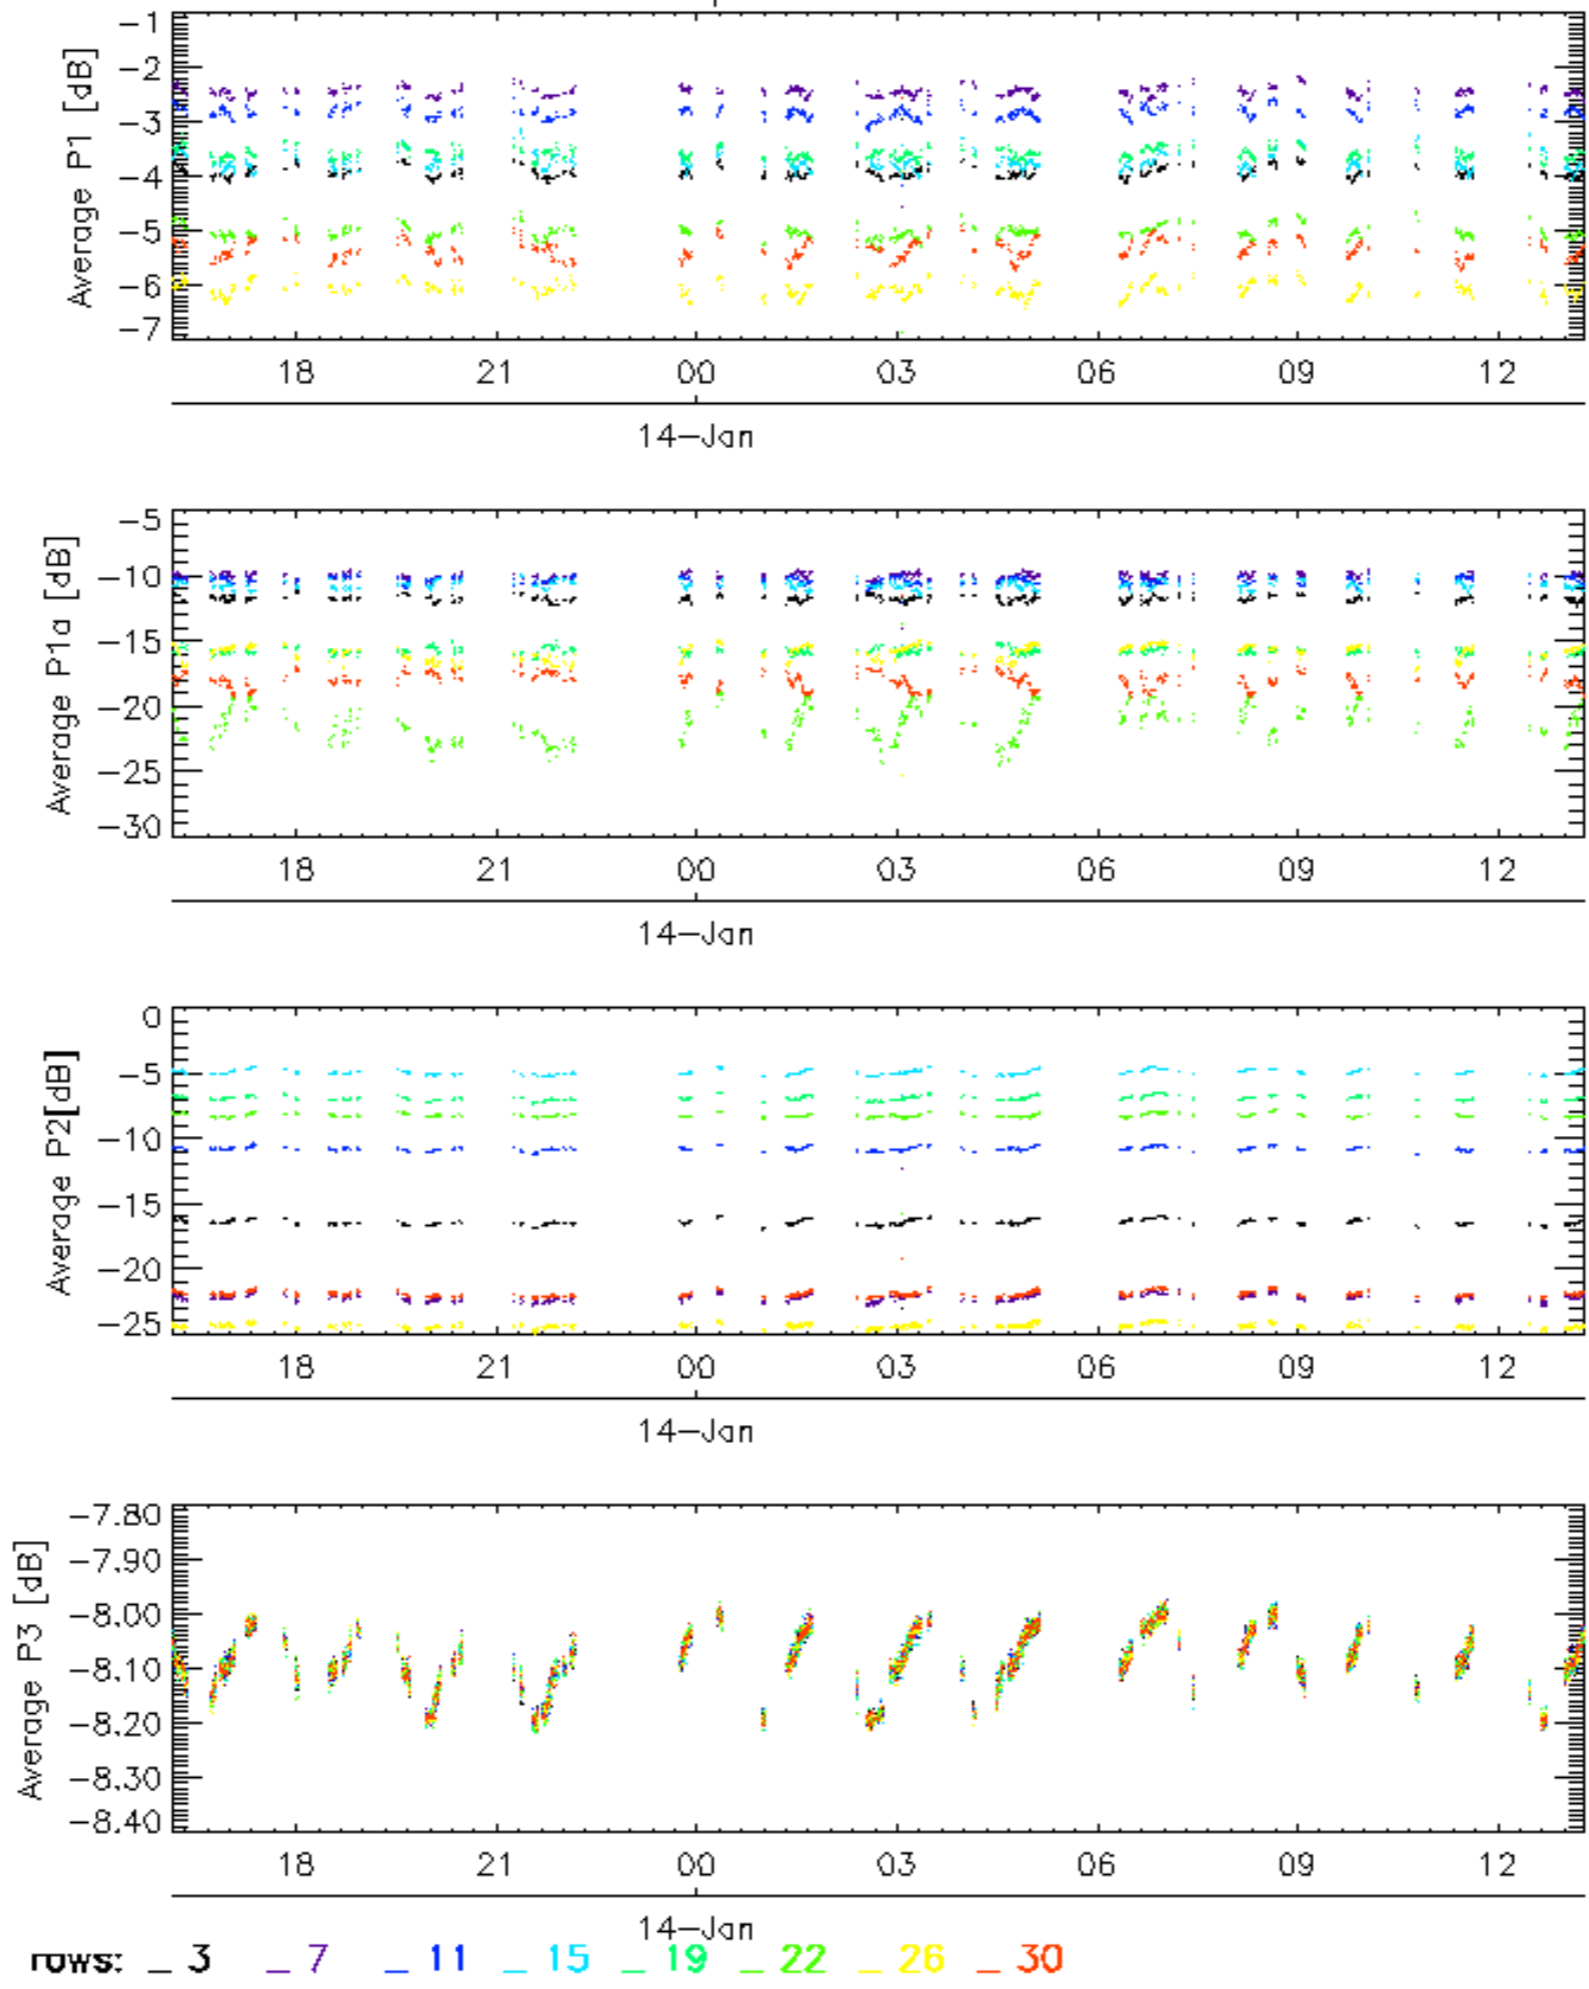 Average P1 [dB]
-1
-2
-3
-4
-5
-6
-7
18 21 00 03 06 09 12
14-Jan
Average P1a [dB]
-5
-10
-15
-20
-25
-30
18 21 00 03 06 09 12
14-Jan
Average P2[dB]
0
-5
-10
-15
-20
-25
18 21 00 03 06 09 12
14-Jan
Average P3 [dB]
-7.80
-7.90
-8.00
-8.10
-8.20
-8.30
-8.40
18 21 00 03 06 09 12
14-Jan
rows: _ 3 _ 7 _ 11 _ 15 _ 19 _ 22 _ 26 _ 30